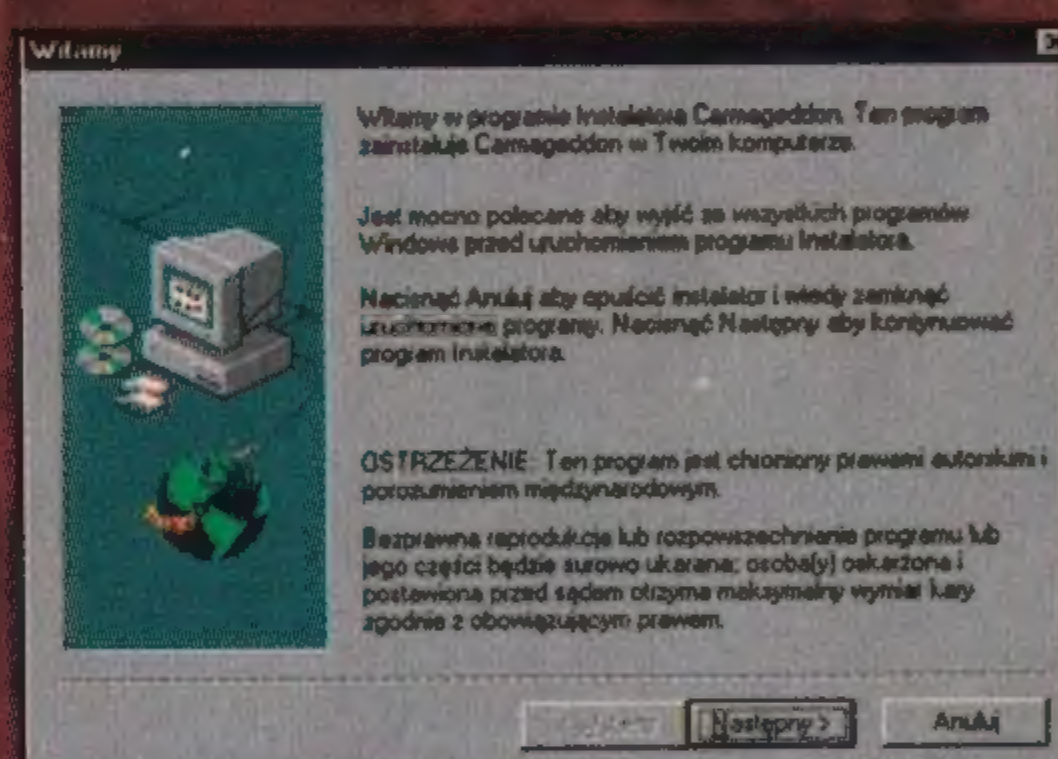 Witamy
Witamy w programie Instalatora Carmageddon. Ten program
zainstaluje Carmageddon w Twoim komputerze.
Jest mocno polecane aby wyjść ze wszystkich programów
Windows przed uruchomieniem programu Instalatora.
Nacisnąć Anuluj aby opuścić instalator i wtedy zamknąć
uruchomione programy. Nacisnąć Następny aby kontynuować
program Instalatora.
OSTRZEŻENIE: Ten program jest chroniony prawami autorskimi i
porozumieniem międzynarodowym.
Bezprawna reprodukcja lub rozpowszechnianie programu lub
jego części będzie surowo ukarana; osoba(y) oskarżona i
postawiona przed sądem otrzyma maksymalny wymiar kary
zgodnie z obowiązującym prawem.
Następny > Anuluj